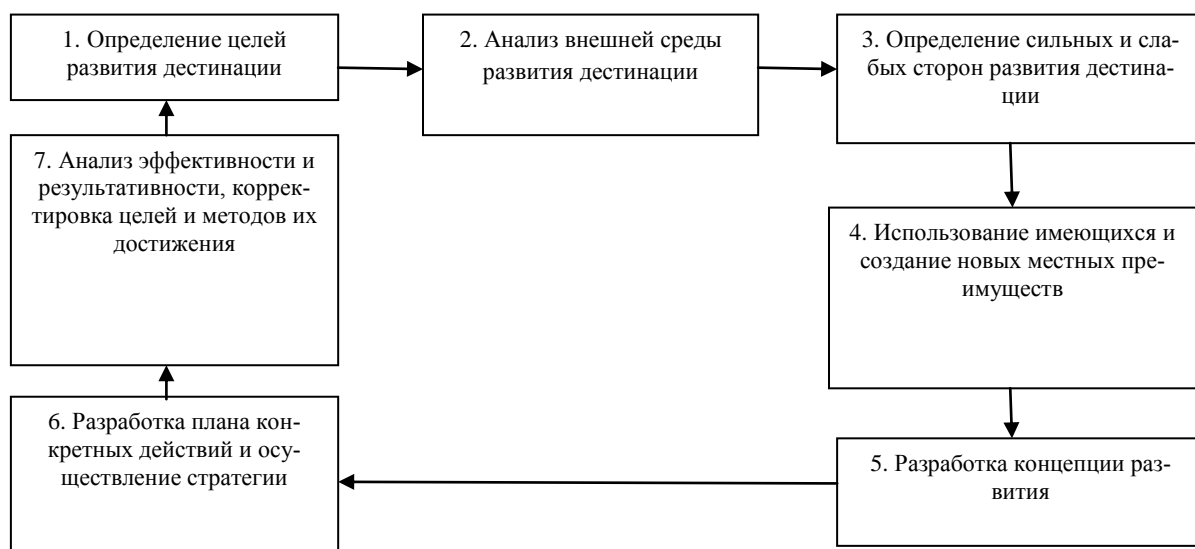 1. Определение целей
развития дестинации
2. Анализ внешней среды
развития дестинации
3. Определение сильных и сла-
бых сторон развития дестина-
ции
4. Использование имеющихся и
создание новых местных пре-
имуществ
5. Разработка концепции раз-
вития
6. Разработка плана кон-
кретных действий и осу-
ществление стратегии
7. Анализ эффективности и
результативности, коррек-
тировка целей и методов их
достижения